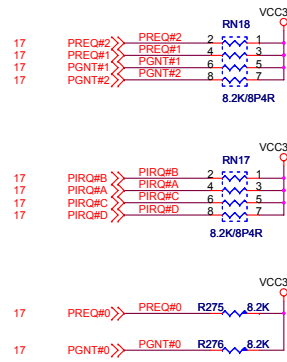 RN18
VCC3
17 PREQ#2 PREQ#2 2 1
17 PREQ#1 PREQ#1 4 3
17 PGNT#1 PGNT#1 6 5
17 PGNT#2 PGNT#2 8 7
8.2K/8P4R
VCC3
RN17
17 PIRQ#B PIRQ#B 2 1
17 PIRQ#A PIRQ#A 4 3
17 PIRQ#C PIRQ#C 6 5
17 PIRQ#D PIRQ#D 8 7
8.2K/8P4R
VCC3
17 PREQ#0 PREQ#0 R275 8.2K
17 PGNT#0 PGNT#0 R276 8.2K